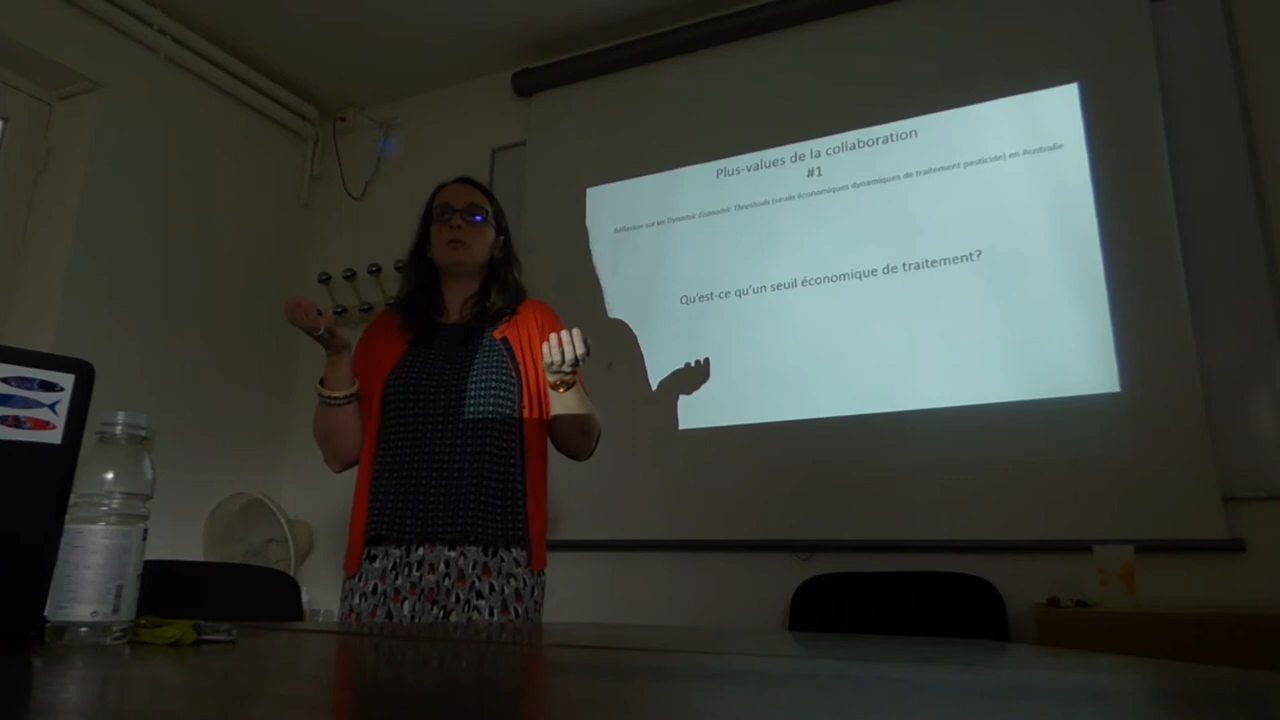 Plus-values de la collaboration
#1
Réflexion sur les Dynamic Economic Thresholds (seuils économiques dynamiques de traitement pesticide) en Australie
Qu'est-ce qu'un seuil économique de traitement?